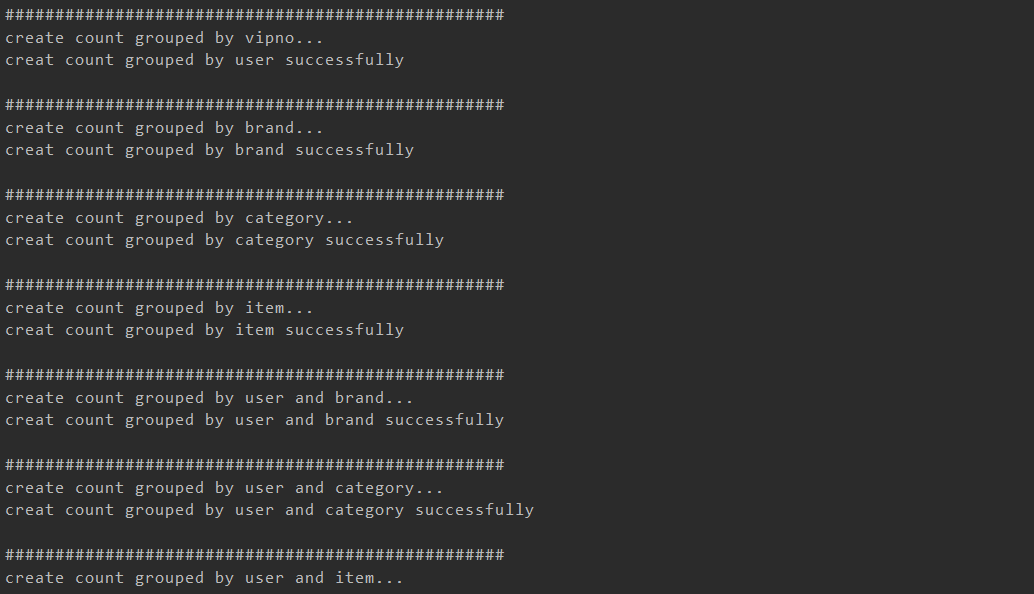 ##################################################
create count grouped by vipno...
creat count grouped by user successfully
##################################################
create count grouped by brand...
creat count grouped by brand successfully
##################################################
create count grouped by category...
creat count grouped by category successfully
##################################################
create count grouped by item...
creat count grouped by item successfully
##################################################
create count grouped by user and brand...
creat count grouped by user and brand successfully
##################################################
create count grouped by user and category...
creat count grouped by user and category successfully
##################################################
create count grouped by user and item...